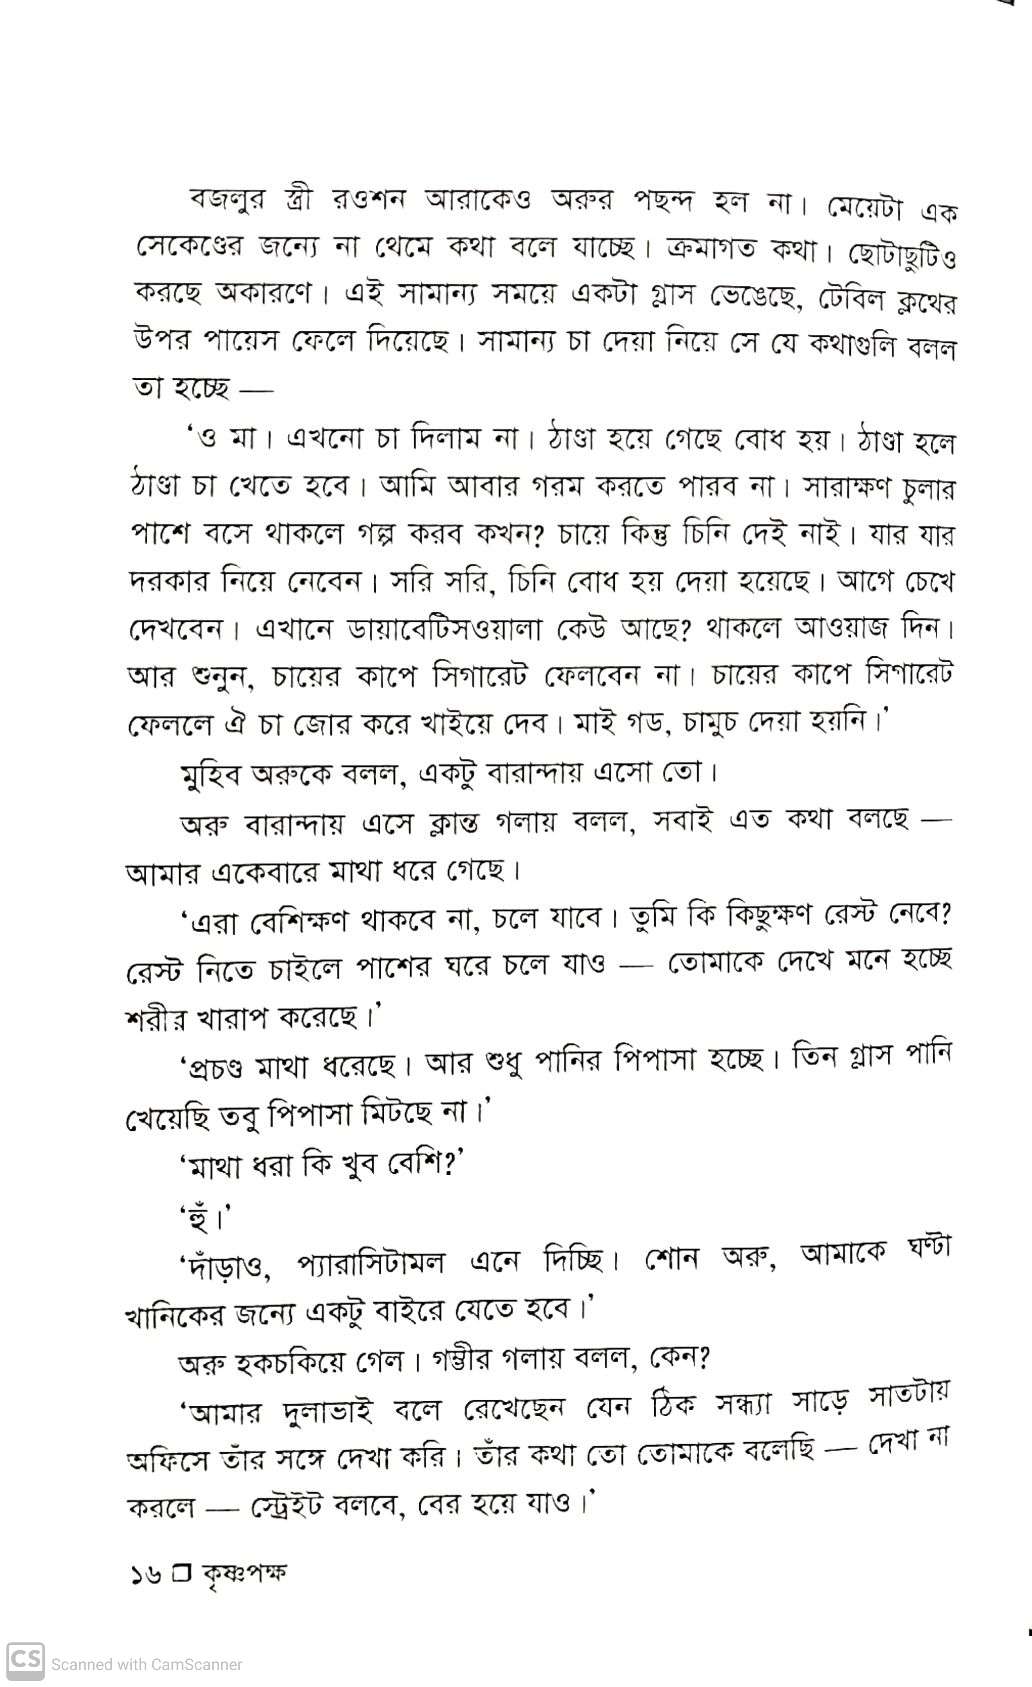 বজলুর স্ত্রী রওশন আরাকেও অরুর পছন্দ হল না। মেয়েটা এক
সেকেণ্ডের জন্যে না থেমে কথা বলে যাচ্ছে। ক্রমাগত কথা। ছোটাছুটিও
করছে অকারণে। এই সামান্য সময়ে একটা গ্লাস ভেঙেছে, টেবিল ক্লথের
উপর পায়েস ফেলে দিয়েছে। সামান্য চা দেয়া নিয়ে সে যে কথাগুলি বলল
তা হচ্ছে —
‘ও মা। এখনো চা দিলাম না। ঠাণ্ডা হয়ে গেছে বোধ হয়। ঠাণ্ডা হলে
ঠাণ্ডা চা খেতে হবে। আমি আবার গরম করতে পারব না। সারাক্ষণ চুলার
পাশে বসে থাকলে গল্প করব কখন? চায়ে কিন্তু চিনি দেই নাই। যার যার
দরকার নিয়ে নেবেন। সরি সরি, চিনি বোধ হয় দেয়া হয়েছে। আগে চেখে
দেখবেন। এখানে ডায়াবেটিসওয়ালা কেউ আছে? থাকলে আওয়াজ দিন।
আর শুনুন, চায়ের কাপে সিগারেট ফেলবেন না। চায়ের কাপে সিগারেট
ফেললে ঐ চা জোর করে খাইয়ে দেব। মাই গড, চামুচ দেয়া হয়নি।’
মুহিব অরুকে বলল, একটু বারান্দায় এসো তো।
অরু বারান্দায় এসে ক্লান্ত গলায় বলল, সবাই এত কথা বলছে —
আমার একেবারে মাথা ধরে গেছে।
‘এরা বেশিক্ষণ থাকবে না, চলে যাবে। তুমি কি কিছুক্ষণ রেস্ট নেবে?
রেস্ট নিতে চাইলে পাশের ঘরে চলে যাও — তোমাকে দেখে মনে হচ্ছে
শরীর খারাপ করেছে।’
‘প্রচণ্ড মাথা ধরেছে। আর শুধু পানির পিপাসা হচ্ছে। তিন গ্লাস পানি
খেয়েছি তবু পিপাসা মিটছে না।’
‘মাথা ধরা কি খুব বেশি?’
‘হুঁ।’
‘দাঁড়াও, প্যারাসিটামল এনে দিচ্ছি। শোন অরু, আমাকে ঘণ্টা
খানিকের জন্যে একটু বাইরে যেতে হবে।’
অরু হকচকিয়ে গেল। গম্ভীর গলায় বলল, কেন?
‘আমার দুলাভাই বলে রেখেছেন যেন ঠিক সন্ধ্যা সাড়ে সাতটায়
অফিসে তাঁর সঙ্গে দেখা করি। তাঁর কথা তো তোমাকে বলেছি — দেখা না
করলে — স্ট্রেইট বলবে, বের হয়ে যাও।’
১৬ ❒ কৃষ্ণপক্ষ
CS Scanned with CamScanner